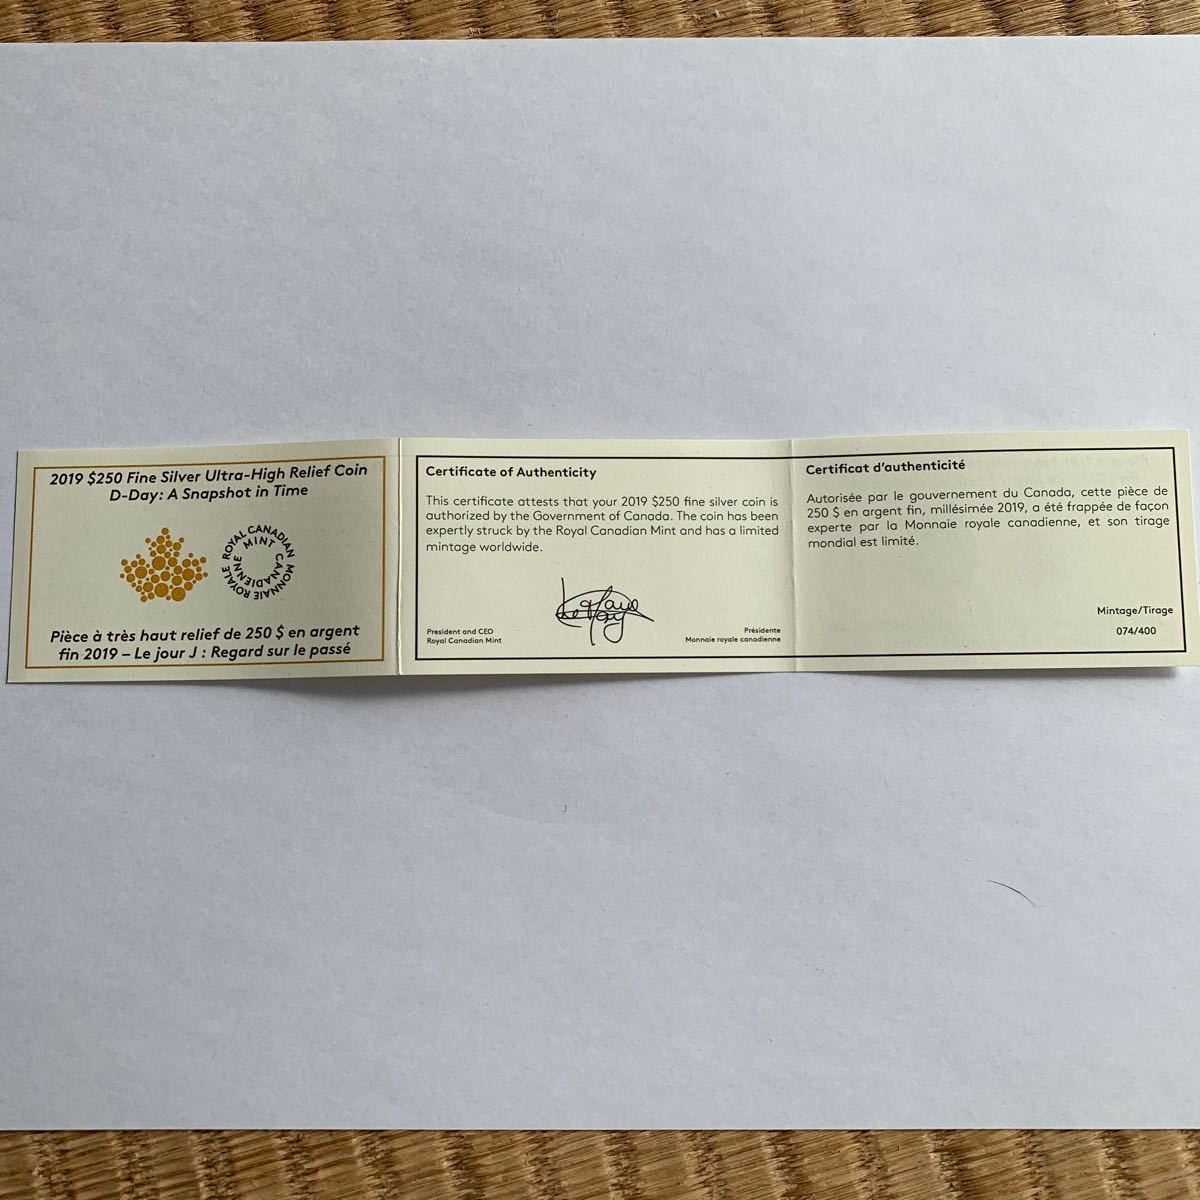 2019 $250 Fine Silver Ultra-High Relief Coin
D-Day: A Snapshot in Time
ROYAL CANADIAN MINT
MONNAIE ROYALE CANADIENNE
Pièce à très haut relief de 250 $ en argent
fin 2019 – Le jour J : Regard sur le passé
Certificate of Authenticity
This certificate attests that your 2019 $250 fine silver coin is
authorized by the Government of Canada. The coin has been
expertly struck by the Royal Canadian Mint and has a limited
mintage worldwide.
President and CEO
Royal Canadian Mint
Présidente
Monnaie royale canadienne
Certificat d'authenticité
Autorisée par le gouvernement du Canada, cette pièce de
250 $ en argent fin, millésimée 2019, a été frappée de façon
experte par la Monnaie royale canadienne, et son tirage
mondial est limité.
Mintage/Tirage
074/400